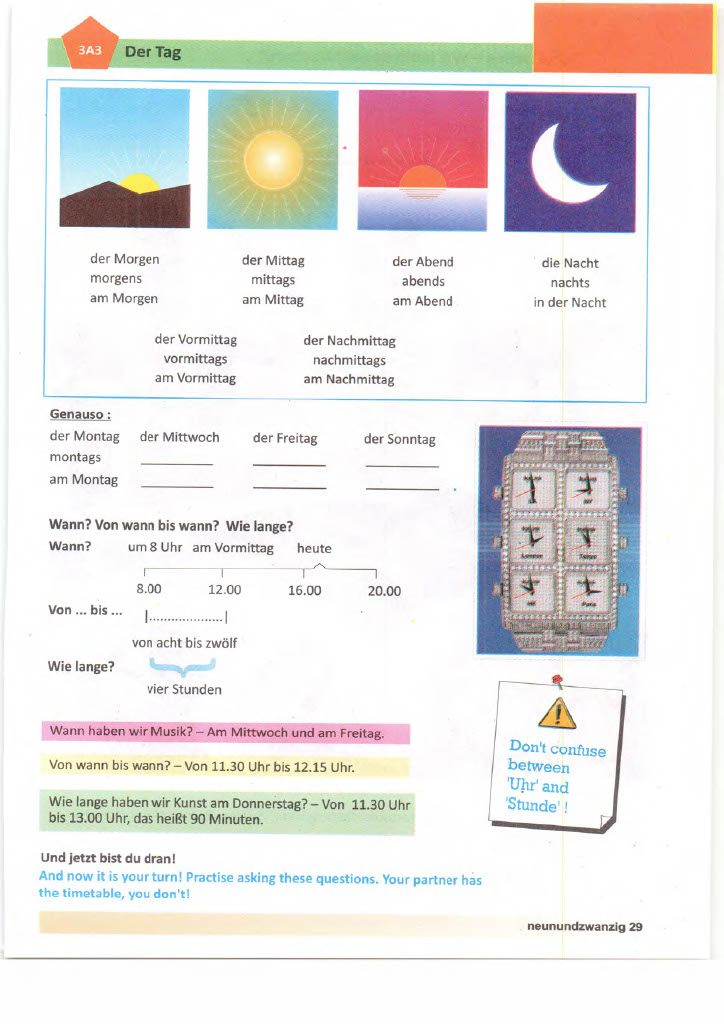 3A3 Der Tag
der Morgen der Mittag der Abend die Nacht
morgens mittags abends nachts
am Morgen am Mittag am Abend in der Nacht
der Vormittag der Nachmittag
vormittags nachmittags
am Vormittag am Nachmittag
Genauso :
der Montag der Mittwoch der Freitag der Sonntag
montags
am Montag
Wann? Von wann bis wann? Wie lange?
Wann? um 8 Uhr am Vormittag heute
8.00 12.00 16.00 20.00
Von ... bis ...
von acht bis zwölf
Wie lange?
vier Stunden
Wann haben wir Musik? – Am Mittwoch und am Freitag.
Von wann bis wann? – Von 11.30 Uhr bis 12.15 Uhr.
Wie lange haben wir Kunst am Donnerstag? – Von 11.30 Uhr
bis 13.00 Uhr, das heißt 90 Minuten.
Don't confuse
between
'Uhr' and
'Stunde' !
Und jetzt bist du dran!
And now it is your turn! Practise asking these questions. Your partner has
the timetable, you don't!
neunundzwanzig 29